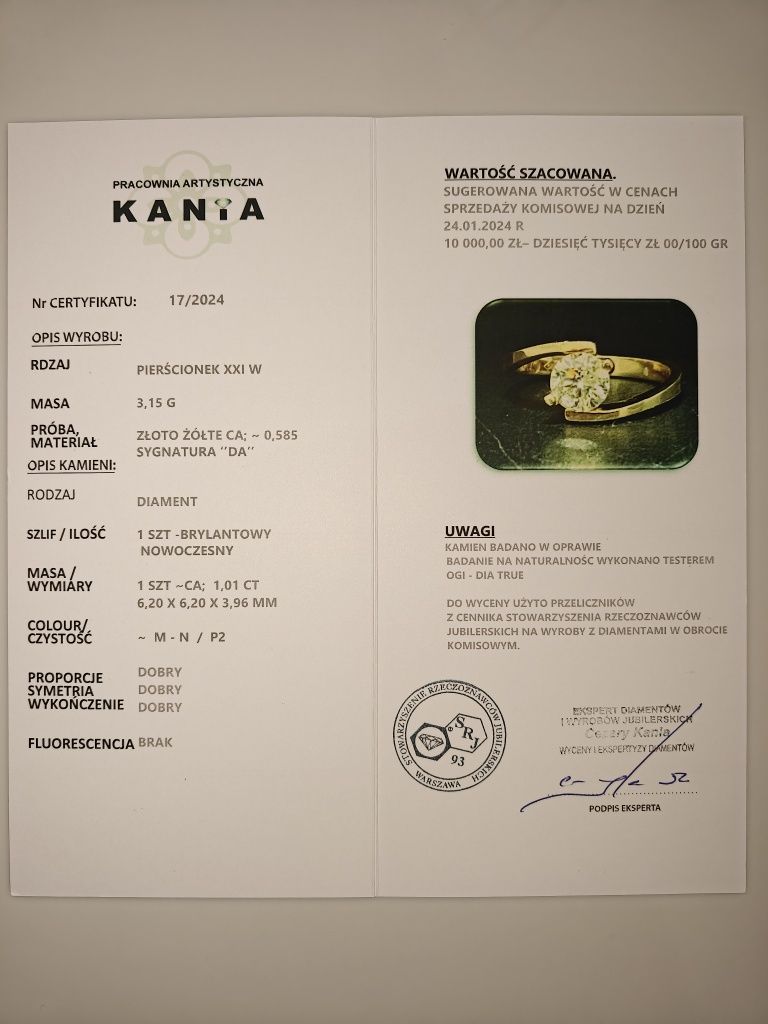 PRACOWNIA ARTYSTYCZNA
KANIA
Nr CERTYFIKATU: 17/2024
OPIS WYROBU:
RDZAJ PIERŚCIONEK XXI W
MASA 3,15 G
PRÓBA, MATERIAŁ ZŁOTO ŻÓŁTE CA; ~ 0,585
SYGNATURA ‘‘DA’’
OPIS KAMIENI:
RODZAJ DIAMENT
SZLIF / ILOŚĆ 1 SZT -BRYLANTOWY
NOWOCZESNY
MASA /
WYMIARY 1 SZT ~CA; 1,01 CT
6,20 X 6,20 X 3,96 MM
COLOUR/
CZYSTOŚĆ ~ M - N / P2
PROPORCJE DOBRY
SYMETRIA DOBRY
WYKOŃCZENIE DOBRY
FLUORESCENCJA BRAK
WARTOŚĆ SZACOWANA.
SUGEROWANA WARTOŚĆ W CENACH
SPRZEDAŻY KOMISOWEJ NA DZIEŃ
24.01.2024 R
10 000,00 ZŁ– DZIESIĘĆ TYSIĘCY ZŁ 00/100 GR
UWAGI
KAMIEN BADANO W OPRAWIE
BADANIE NA NATURALNOŚC WYKONANO TESTEREM
OGI - DIA TRUE
DO WYCENY UŻYTO PRZELICZNIKÓW
Z CENNIKA STOWARZYSZENIA RZECZOZNAWCÓW
JUBILERSKICH NA WYROBY Z DIAMENTAMI W OBROCIE
KOMISOWYM.
STOWARZYSZENIE RZECZOZNAWCÓW JUBILERSKICH
SRJ
93
WARSZAWA
EKSPERT DIAMENTÓW
I WYROBÓW JUBILERSKICH
Cezary Kania
WYCENY I EKSPERTYZY DIAMENTÓW
PODPIS EKSPERTA